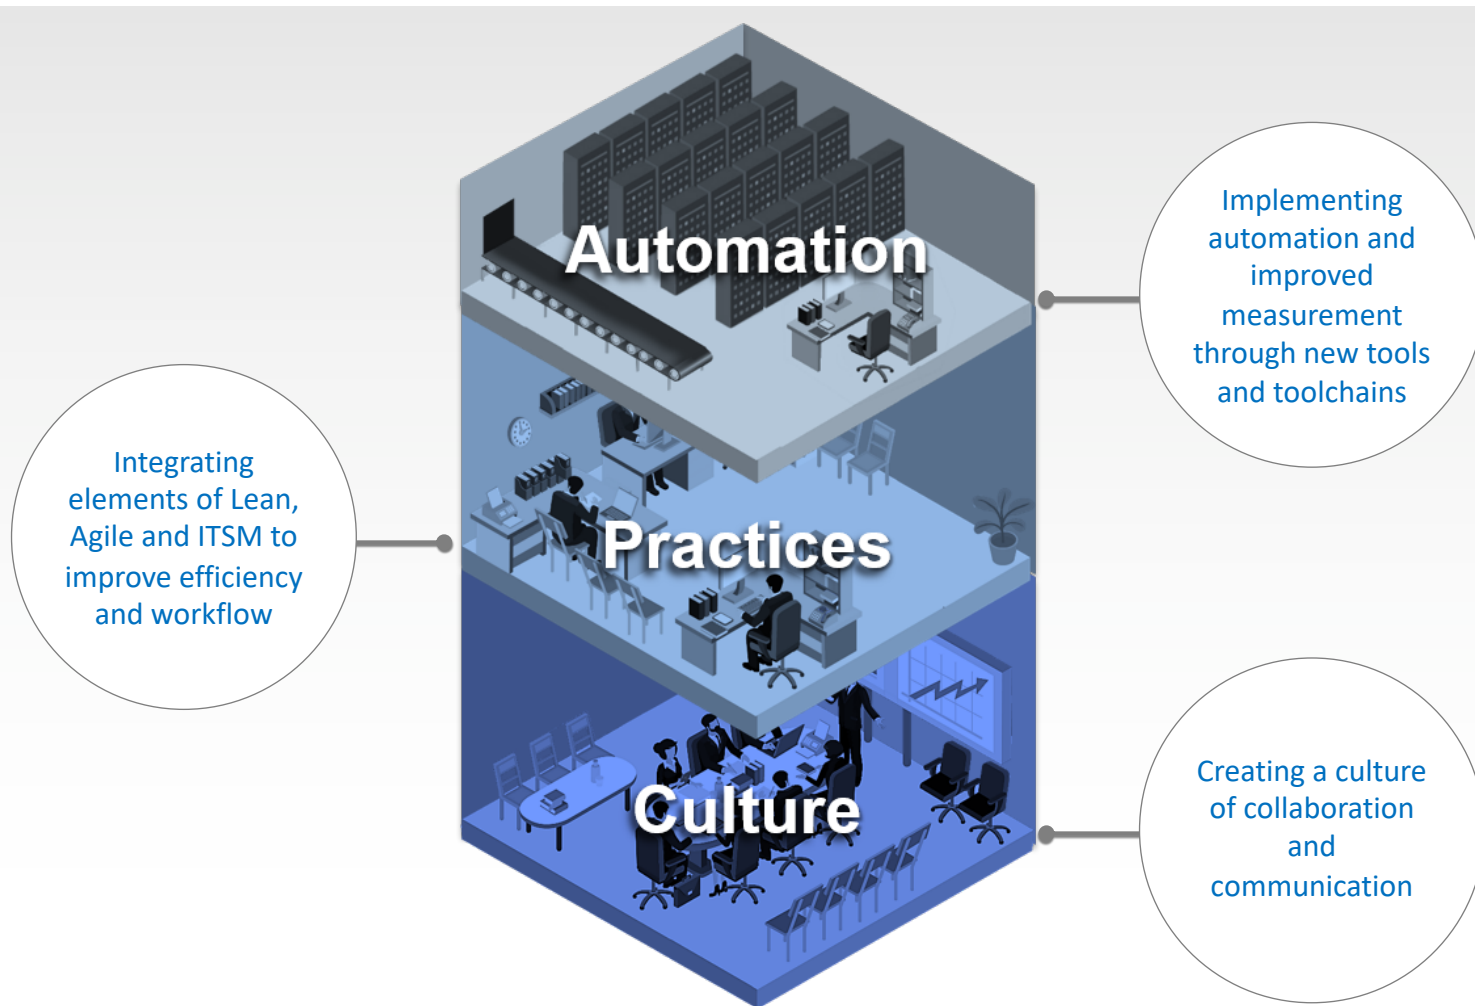 Automation
Implementing
automation and
improved
measurement
through new tools
and toolchains
Integrating
elements of Lean,
Agile and ITSM to
improve efficiency
and workflow
Practices
Culture
Creating a culture
of collaboration
and
communication